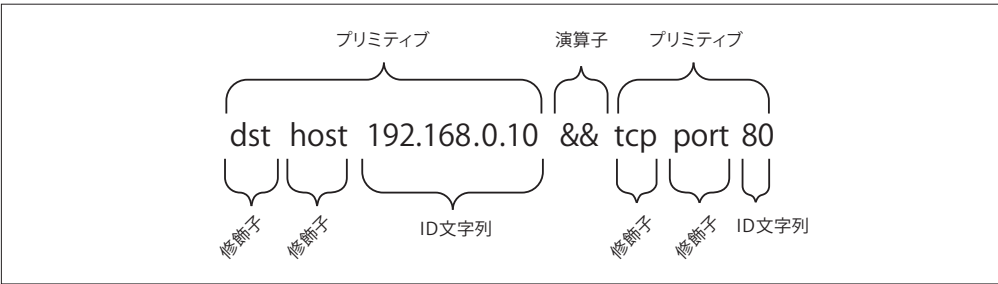 プリミティブ 演算子 プリミティブ
dst host 192.168.0.10 && tcp port 80
修飾子 修飾子 ID文字列 修飾子 修飾子 ID文字列